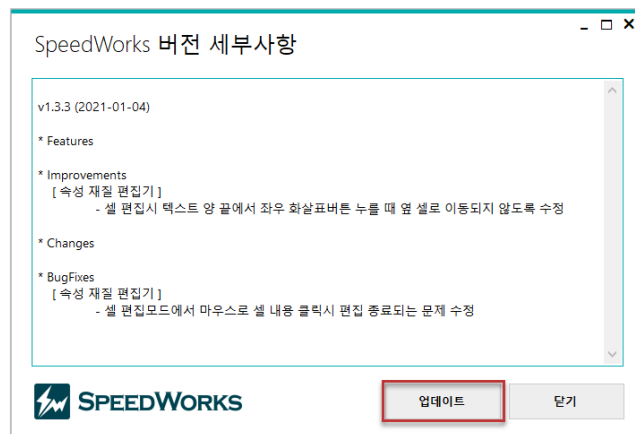 SpeedWorks 버전 세부사항
v1.3.3 (2021-01-04)
* Features
* Improvements
[ 속성 재질 편집기 ]
- 셀 편집시 텍스트 양 끝에서 좌우 화살표버튼 누를 때 옆 셀로 이동되지 않도록 수정
* Changes
* BugFixes
[ 속성 재질 편집기 ]
- 셀 편집모드에서 마우스로 셀 내용 클릭시 편집 종료되는 문제 수정
SPEEDWORKS
업데이트
닫기